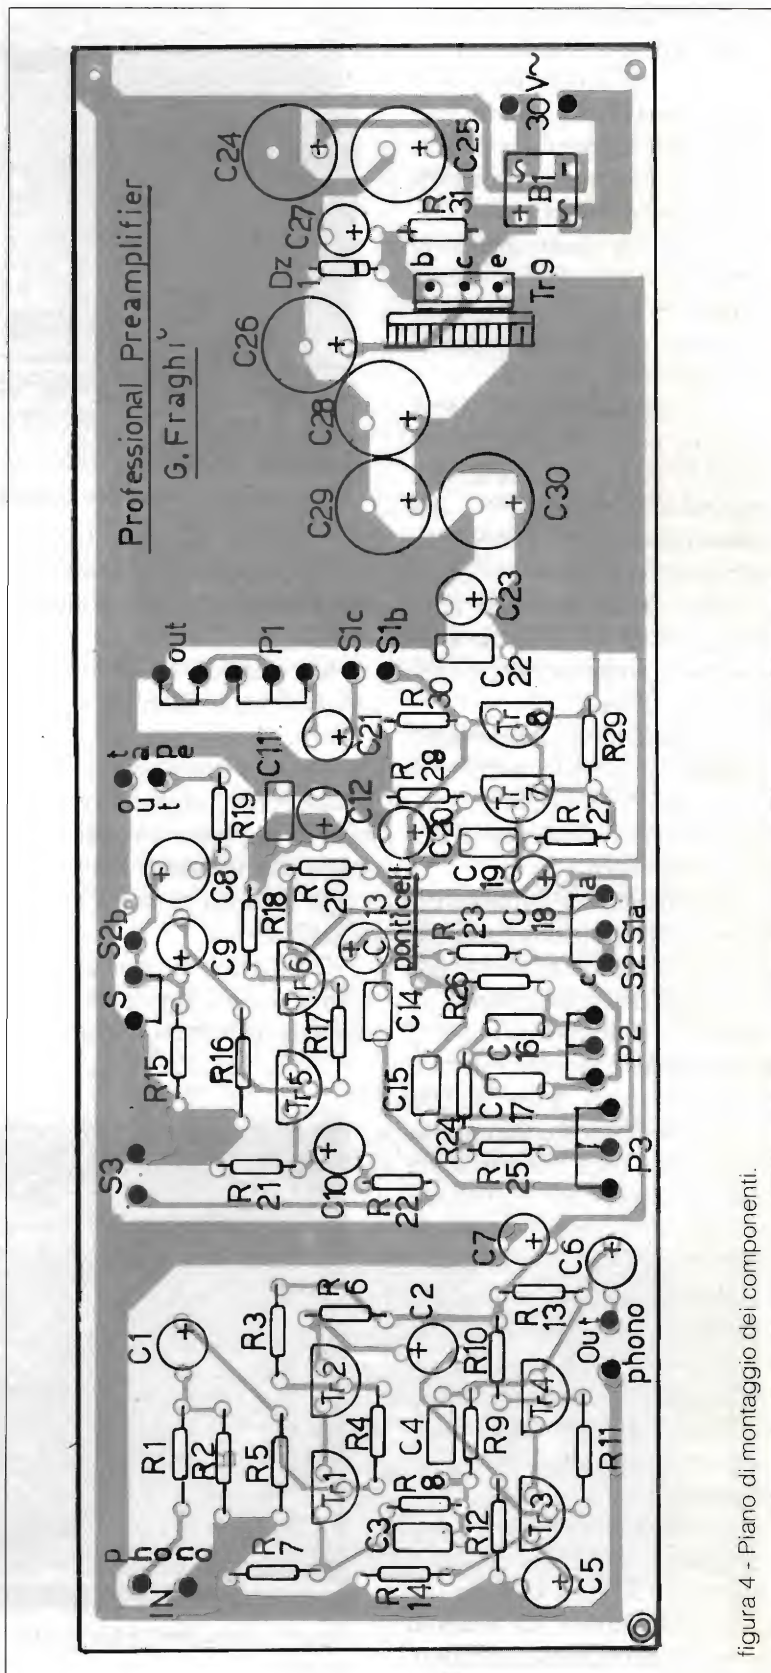 Professional Preamplifier
G. Fraghì
phono
IN
R1
R2
R5
R7
C1
R3
R6
Tr1
Tr2
R4
C2
C3
R8
C4
R9
R10
R14
R12
Tr3
Tr4
R11
C5
R13
C6
C7
Out
phono
S3
S
S2b
R15
R16
C9
C8
R19
tape
out
R21
Tr5
Tr6
R17
R18
R20
C10
R22
C11
C12
C13
C14
C15
ponticelli
R24
R25
R26
R23
C16
C17
C18
C19
C20
R28
R30
C21
Tr7
Tr8
R27
R29
P3
P2
S2
c
S1a
a
out
P1
S1c
S1b
C22
C23
C29
C28
C30
C26
Dz1
C27
C24
C25
R31
b
c
e
Tr9
B1
+
S
S
-
30 V~
figura 4 - Piano di montaggio dei componenti.